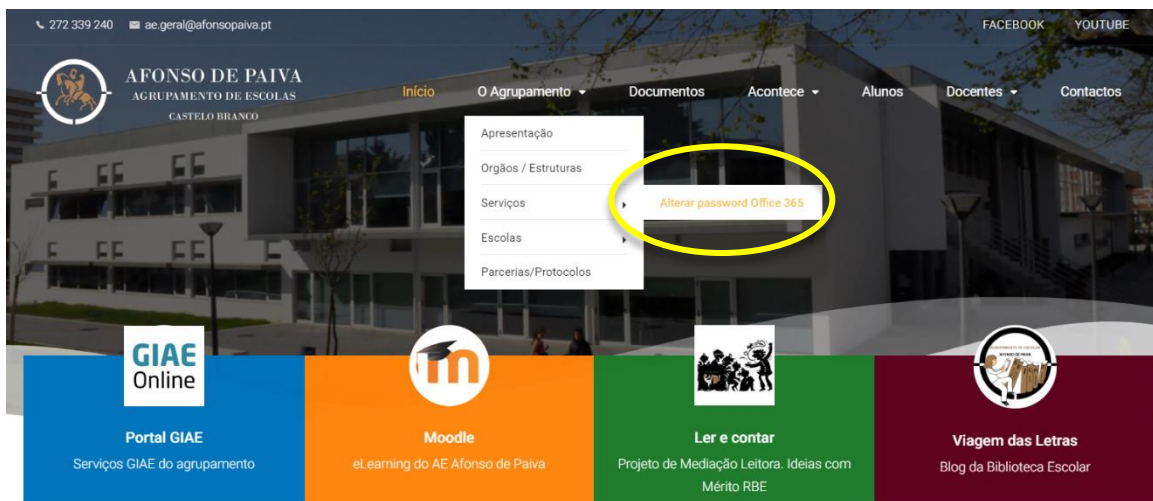 272 339 240 ae.geral@afonsopaiva.pt FACEBOOK YOUTUBE
AFONSO DE PAIVA
AGRUPAMENTO DE ESCOLAS
CASTELO BRANCO
Início O Agrupamento Documentos Acontece Alunos Docentes Contactos
Apresentação
Orgãos / Estruturas
Serviços Alterar password Office 365
Escolas
Parcerias/Protocolos
GIAE
Online
Portal GIAE
Serviços GIAE do agrupamento
m
Moodle
eLearning do AE Afonso de Paiva
Ler e contar
Projeto de Mediação Leitora. Ideias com
Mérito RBE
Viagem das Letras
Blog da Biblioteca Escolar